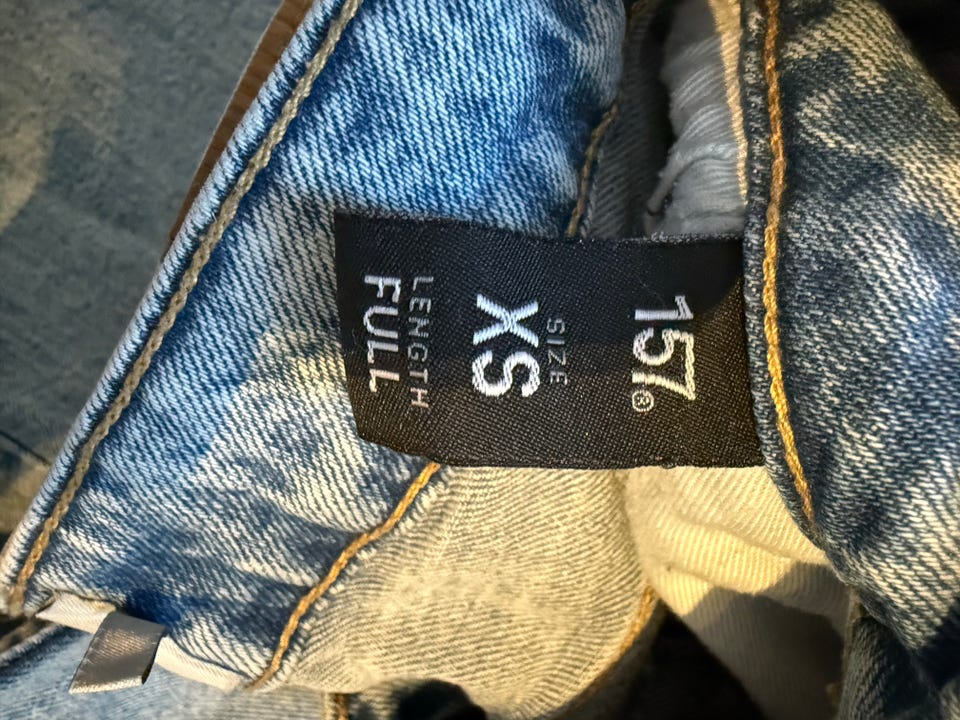 157®
SIZE
XS
LENGTH
FULL